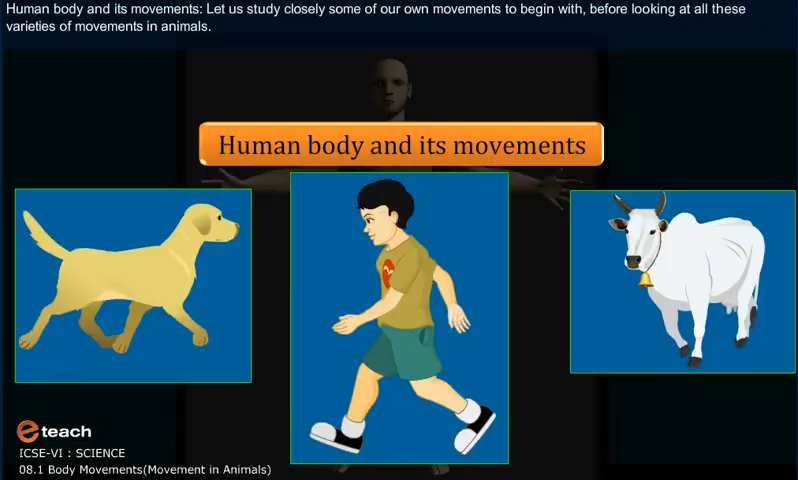 Human body and its movements: Let us study closely some of our own movements to begin with, before looking at all these
varieties of movements in animals.
Human body and its movements
eteach
ICSE-VI : SCIENCE
08.1 Body Movements(Movement in Animals)